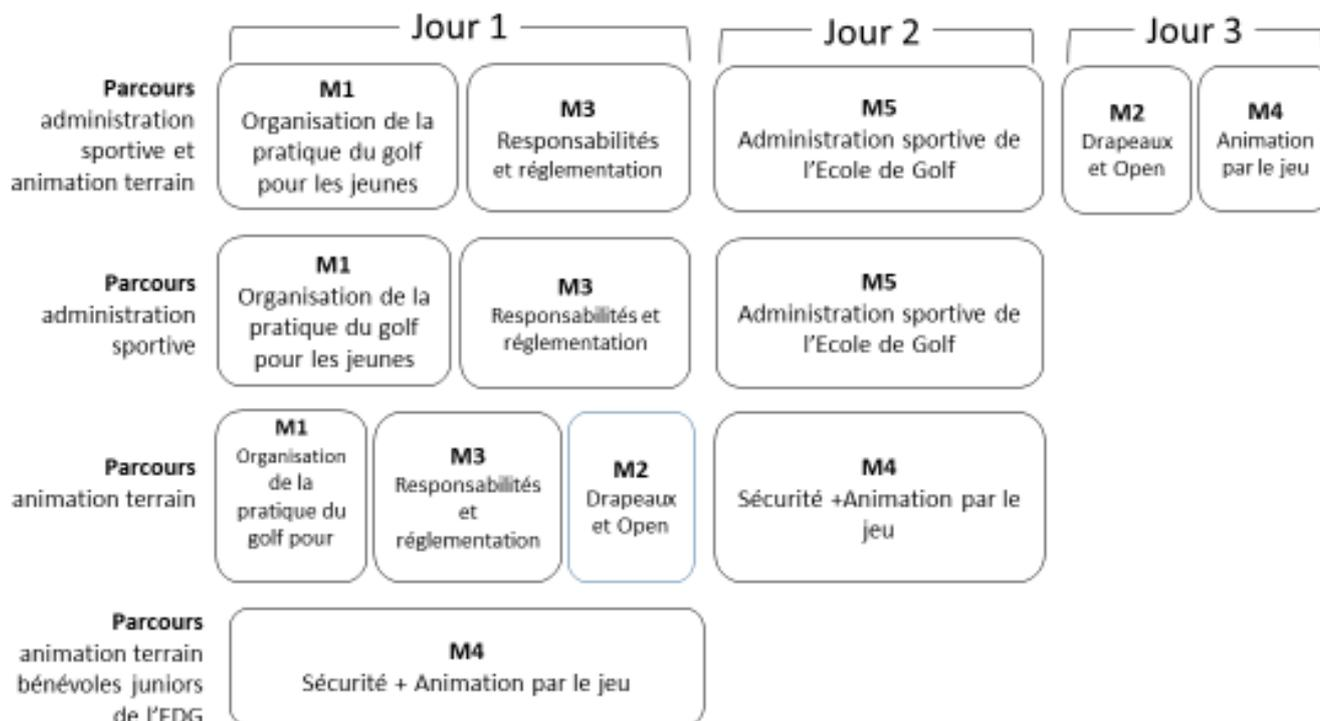 Jour 1
Jour 2
Jour 3
Parcours
administration
sportive et
animation terrain
M1
Organisation de la
pratique du golf
pour les jeunes
M3
Responsabilités
et réglementation
M5
Administration sportive de
l'Ecole de Golf
M2
Drapeaux
et Open
M4
Animation
par le jeu
Parcours
administration
sportive
M1
Organisation de la
pratique du golf
pour les jeunes
M3
Responsabilités et
réglementation
M5
Administration sportive de
l'Ecole de Golf
Parcours
animation terrain
M1
Organisation
de la
pratique du
golf pour
M3
Responsabilités
et
réglementation
M2
Drapeaux
et Open
M4
Sécurité +Animation par le
jeu
Parcours
animation terrain
bénévoles juniors
de l'EDG
M4
Sécurité + Animation par le jeu